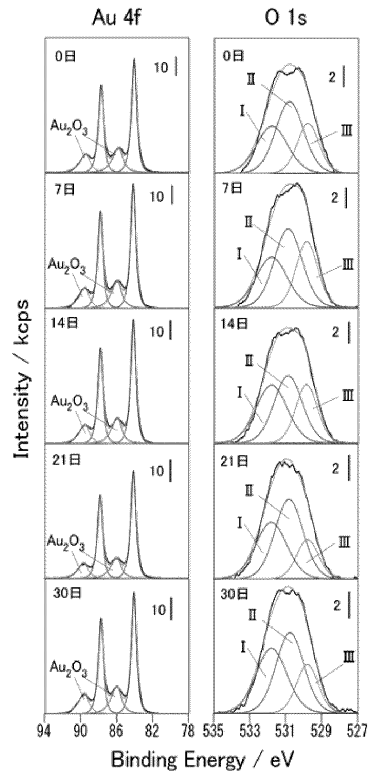 Au 4f
O 1s
0日
10
Au2O3
0日
II
2
I
III
7日
10
Au2O3
7日
II
2
I
III
14日
10
Au2O3
14日
II
2
I
III
21日
10
Au2O3
21日
II
2
I
III
30日
10
Au2O3
30日
II
2
I
III
Intensity / kcps
94 90 86 82 78
535 533 531 529 527
Binding Energy / eV